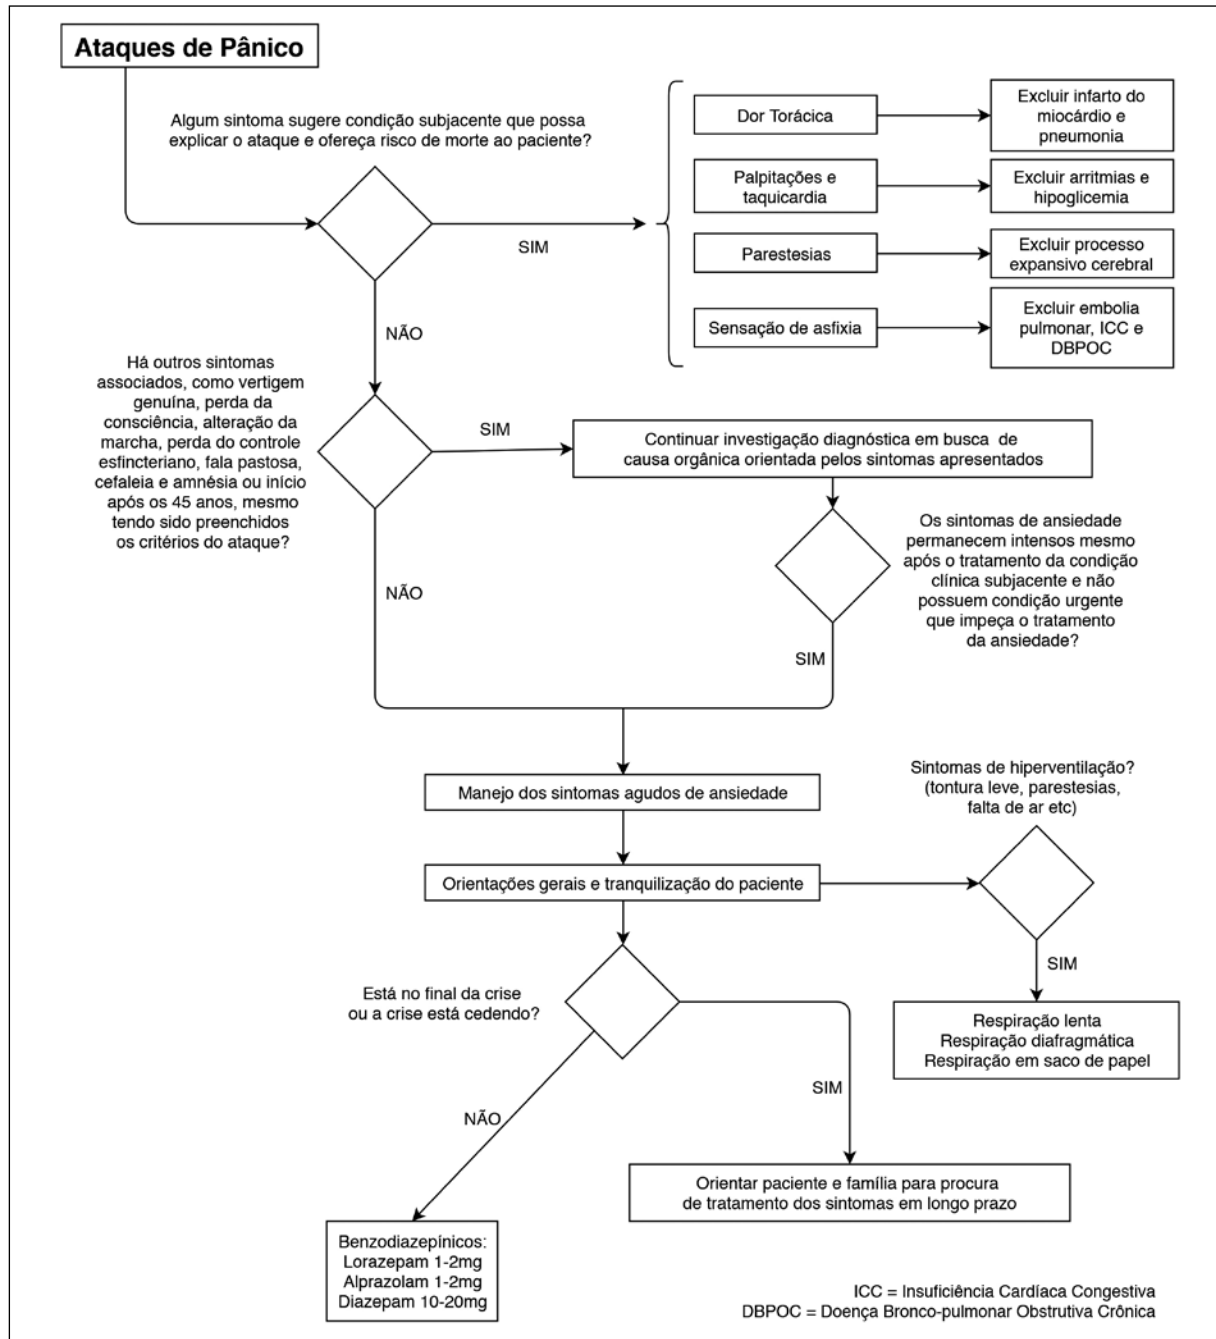 Ataques de Pânico
Algum sintoma sugere condição subjacente que possa
explicar o ataque e ofereça risco de morte ao paciente?
SIM
Dor Torácica
Excluir infarto do
miocárdio e
pneumonia
Palpitações e
taquicardia
Excluir arritmias e
hipoglicemia
Parestesias
Excluir processo
expansivo cerebral
Sensação de asfixia
Excluir embolia
pulmonar, ICC e
DBPOC
NÃO
Há outros sintomas
associados, como vertigem
genuína, perda da
consciência, alteração da
marcha, perda do controle
esfincteriano, fala pastosa,
cefaleia e amnésia ou início
após os 45 anos, mesmo
tendo sido preenchidos
os critérios do ataque?
SIM
Continuar investigação diagnóstica em busca de
causa orgânica orientada pelos sintomas apresentados
Os sintomas de ansiedade
permanecem intensos mesmo
após o tratamento da condição
clínica subjacente e não
possuem condição urgente
que impeça o tratamento
da ansiedade?
NÃO
SIM
Manejo dos sintomas agudos de ansiedade
Orientações gerais e tranquilização do paciente
Sintomas de hiperventilação?
(tontura leve, parestesias,
falta de ar etc)
SIM
Respiração lenta
Respiração diafragmática
Respiração em saco de papel
Está no final da crise
ou a crise está cedendo?
NÃO
SIM
Orientar paciente e família para procura
de tratamento dos sintomas em longo prazo
Benzodiazepínicos:
Lorazepam 1-2mg
Alprazolam 1-2mg
Diazepam 10-20mg
ICC = Insuficiência Cardíaca Congestiva
DBPOC = Doença Bronco-pulmonar Obstrutiva Crônica